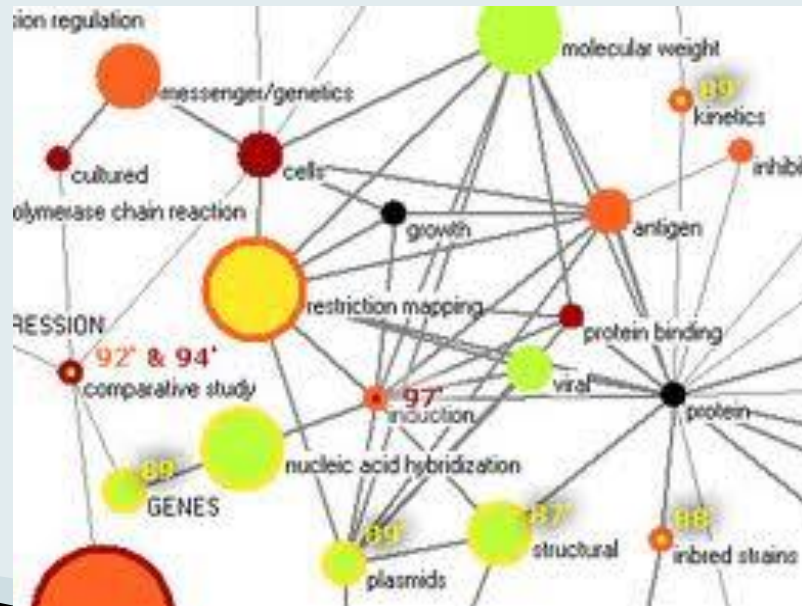 ion regulation
molecular weight
messenger/genetics
89'
kinetics
cultured
cells
inhibi
olymerase chain reaction
growth
antigen
restriction mapping
RESSION
protein binding
92' & 94'
comparative study
viral
97'
induction
protein
nucleic acid hybridization
89'
GENES
89'
87'
structural
88'
inbred strains
plasmids